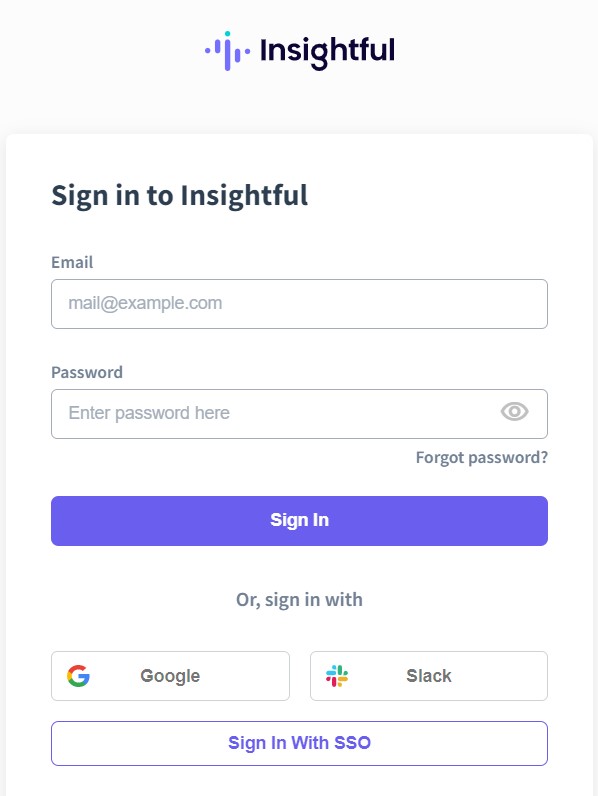 Insightful
Sign in to Insightful
Email
mail@example.com
Password
Enter password here
Forgot password?
Sign In
Or, sign in with
Google
Slack
Sign In With SSO